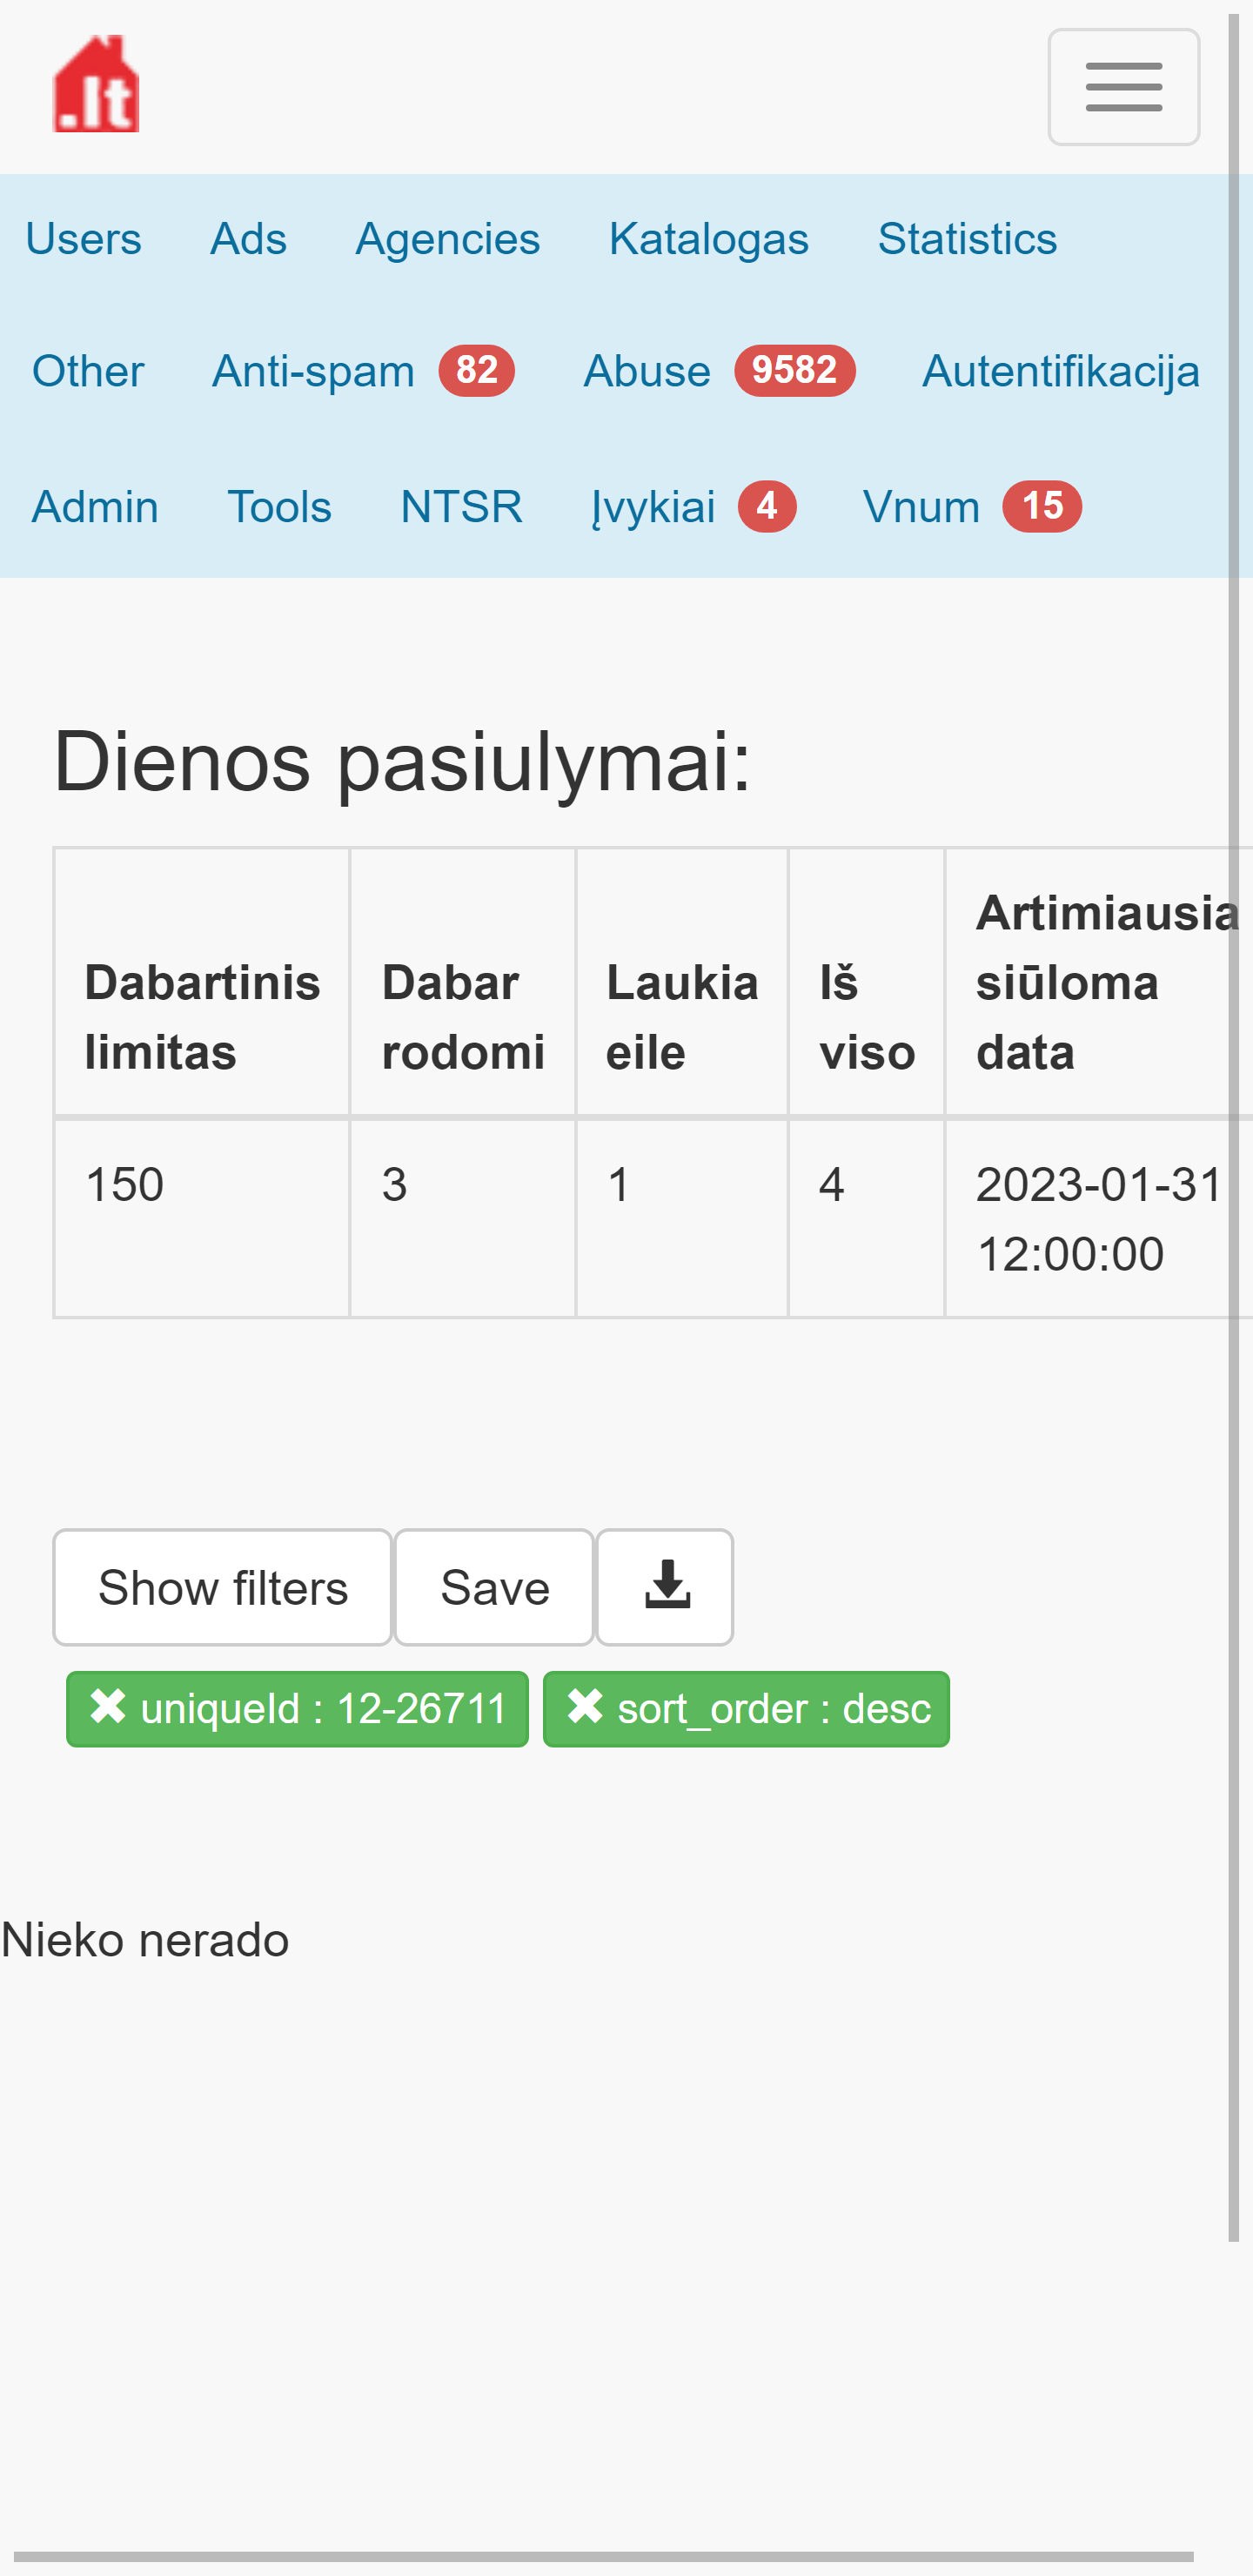 .lt
Users Ads Agencies Katalogas Statistics
Other Anti-spam 82 Abuse 9582 Autentifikacija
Admin Tools NTSR Įvykiai 4 Vnum 15
Dienos pasiulymai:
Dabartinis limitas
Dabar rodomi
Laukia eile
Iš viso
Artimiausia siūloma data
150 3 1 4 2023-01-31 12:00:00
Show filters Save
✖ uniqueId : 12-26711 ✖ sort_order : desc
Nieko nerado